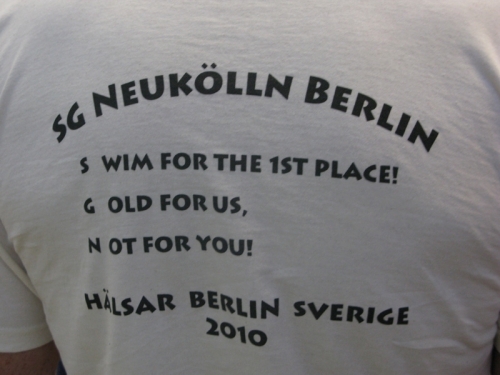 SG NEUKÖLLN BERLIN
S WIM FOR THE 1ST PLACE!
G OLD FOR US,
N OT FOR YOU!
HÄLSAR BERLIN SVERIGE
2010